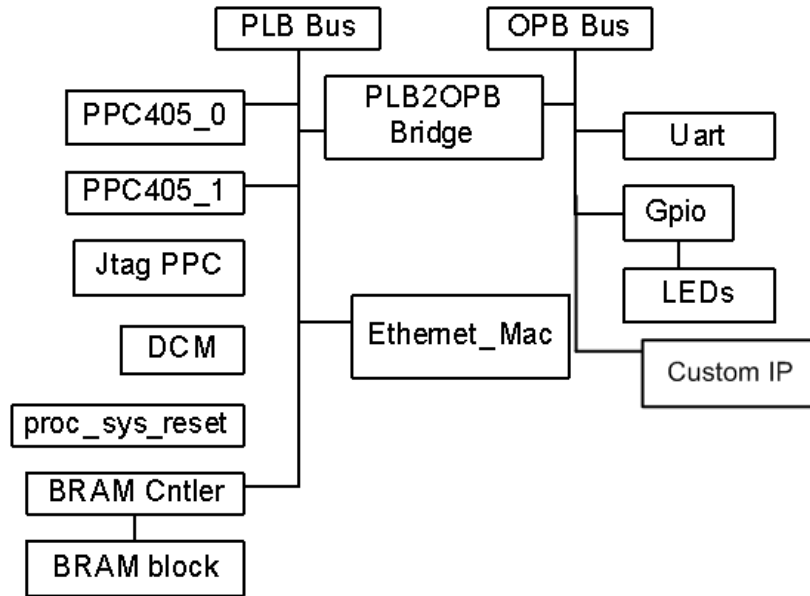 PLB Bus
OPB Bus
PPC405_0
PLB2OPB
Bridge
Uart
PPC405_1
Gpio
Jtag PPC
LEDs
Ethernet_Mac
DCM
Custom IP
proc_sys_reset
BRAM Cntler
BRAM block